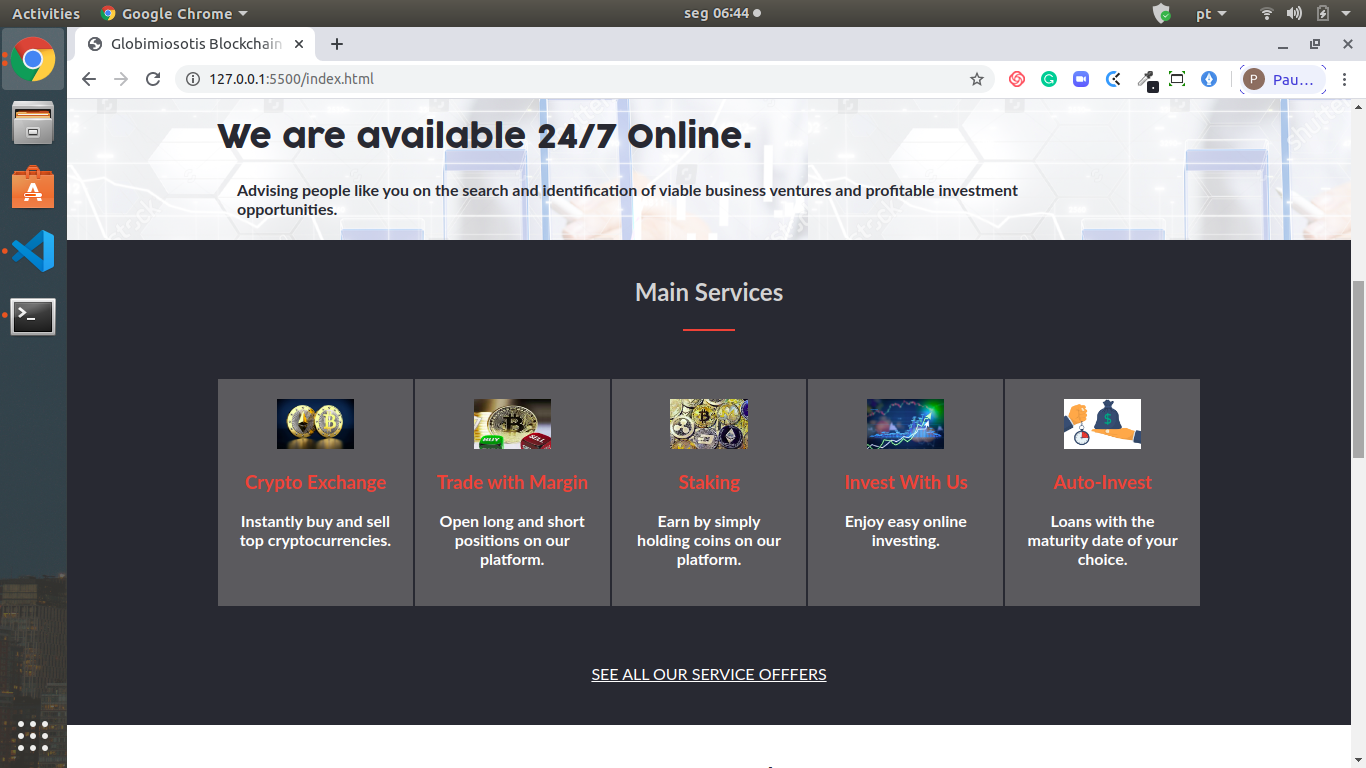 Activities Google Chrome seg 06:44 pt
Globimiosotis Blockchain
127.0.0.1:5500/index.html P Pau...
We are available 24/7 Online.
Advising people like you on the search and identification of viable business ventures and profitable investment
opportunities.
Main Services
BUY SELL
Crypto Exchange
Instantly buy and sell
top cryptocurrencies.
Trade with Margin
Open long and short
positions on our
platform.
Staking
Earn by simply
holding coins on our
platform.
Invest With Us
Enjoy easy online
investing.
Auto-Invest
Loans with the
maturity date of your
choice.
SEE ALL OUR SERVICE OFFFERS